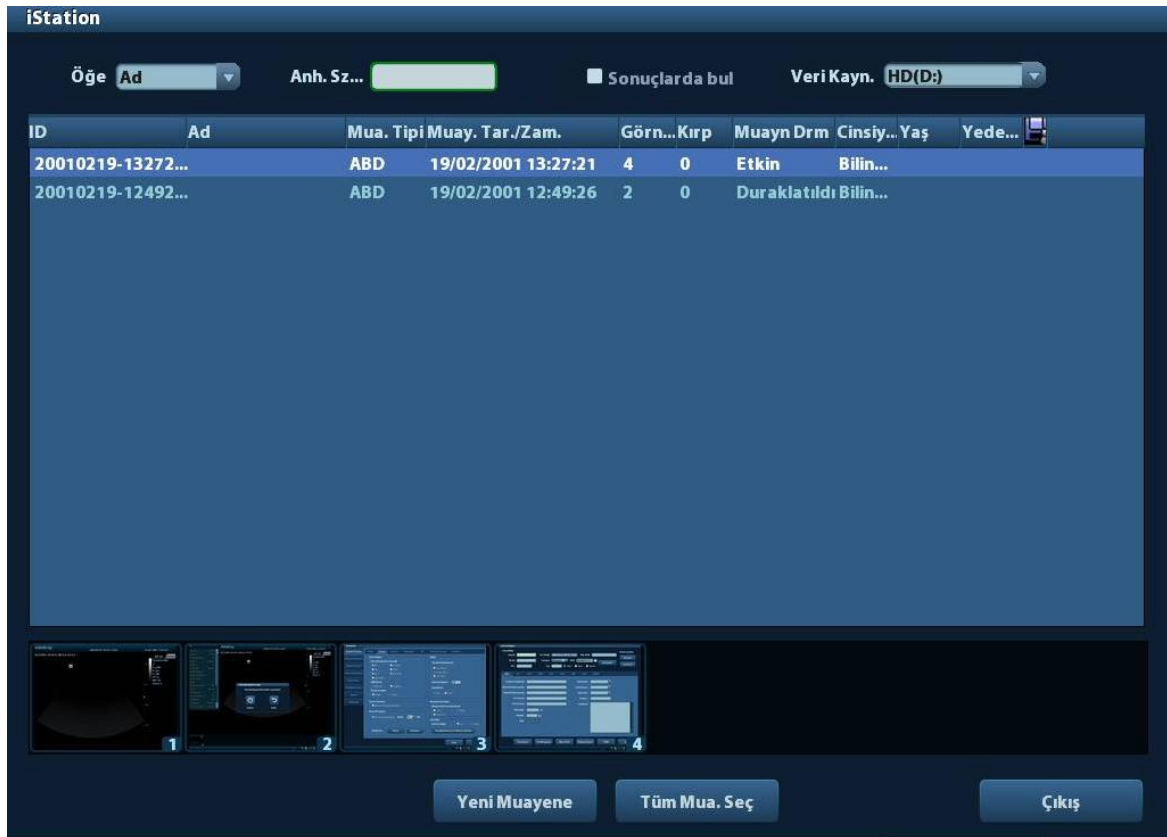 iStation
Öğe Ad Anh. Sz... Sonuçlarda bul Veri Kayn. HD(D:)
ID Ad Mua. Tipi Muay. Tar./Zam. Görn... Kırp Muayn Drm Cinsiy... Yaş Yede...
20010219-13272... ABD 19/02/2001 13:27:21 4 0 Etkin Bilin...
20010219-12492... ABD 19/02/2001 12:49:26 2 0 Duraklatıldı Bilin...
1 2 3 4
Yeni Muayene Tüm Mua. Seç Çıkış